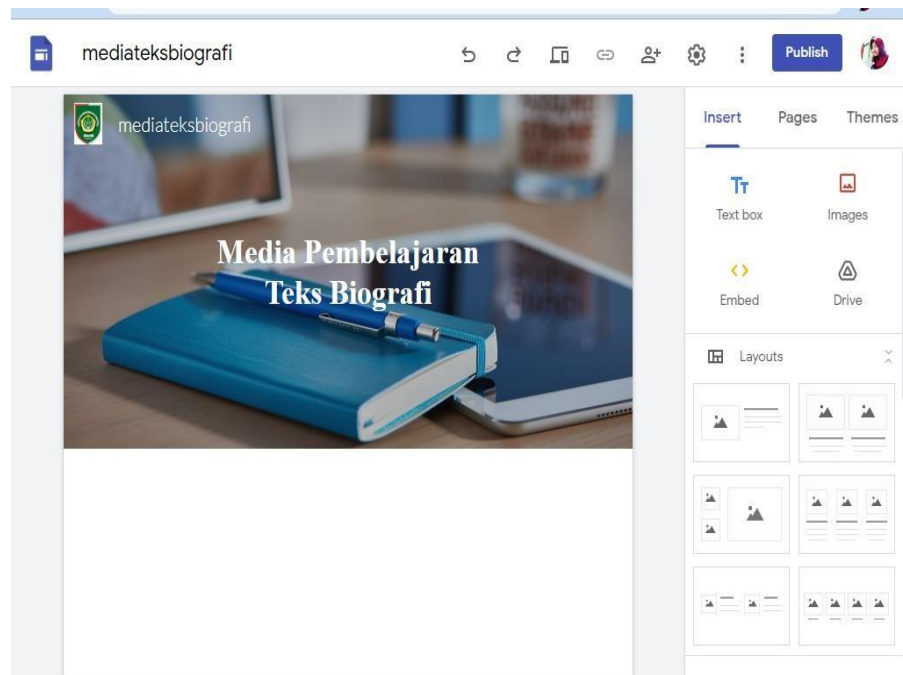 mediateksbiografi
Publish
mediateksbiografi
Media Pembelajaran
Teks Biografi
Insert Pages Themes
Text box Images
Embed Drive
Layouts